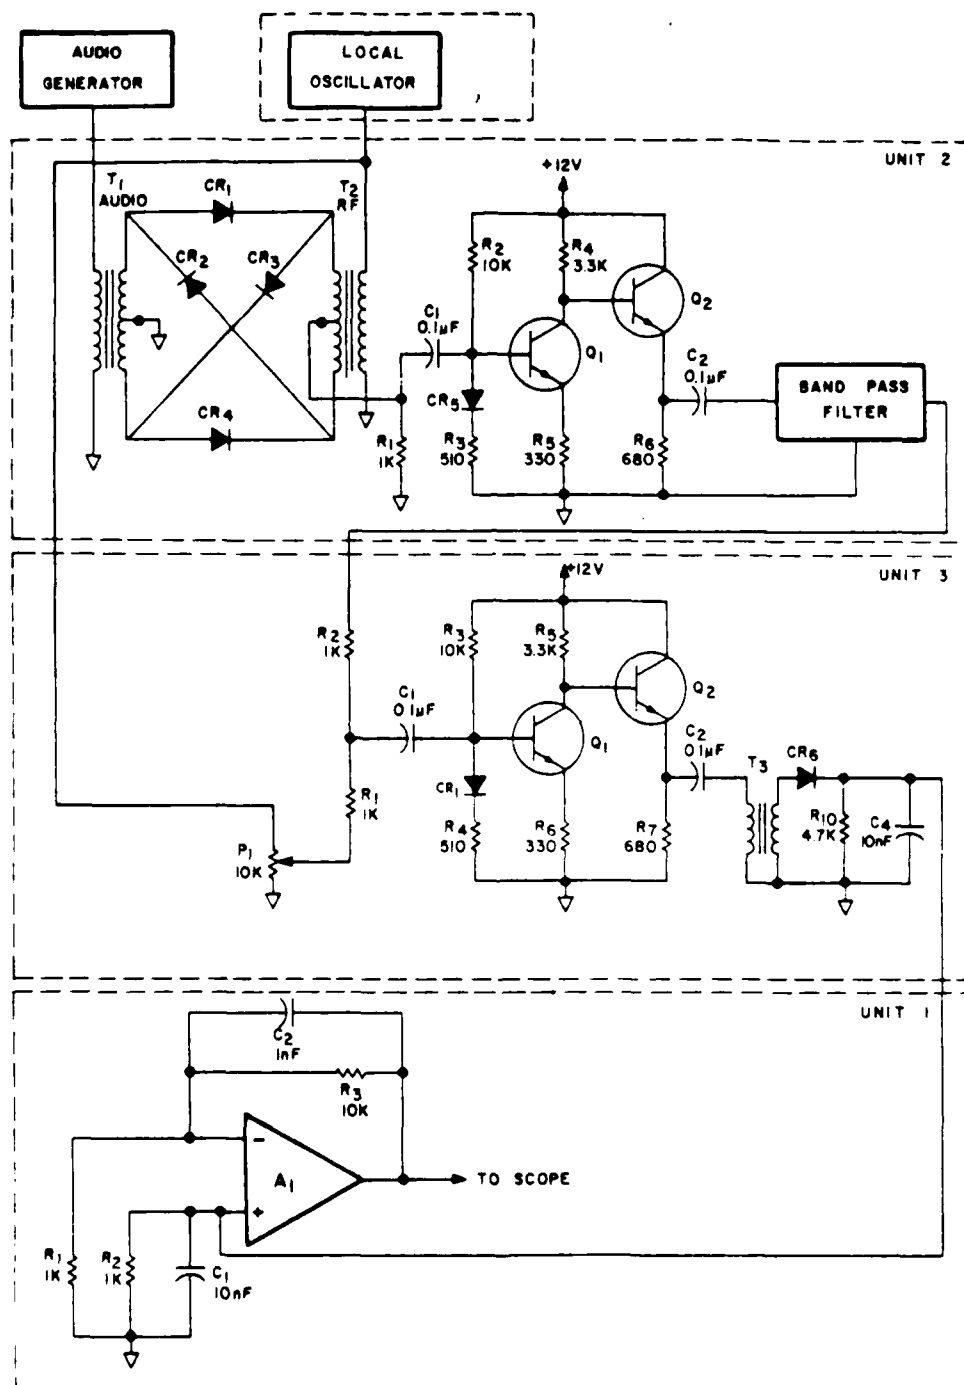 AUDIO
GENERATOR
LOCAL
OSCILLATOR
UNIT 2
+12V
T1
AUDIO
CR1
T2
RF
CR2
CR3
R2
10K
R4
3.3K
Q2
C1
0.1µF
Q1
C2
0.1µF
BAND PASS
FILTER
CR4
CR5
R1
1K
R3
510
R5
330
R6
680
+12V
UNIT 3
R2
1K
R3
10K
R5
3.3K
Q2
C1
0.1µF
Q1
C2
0.1µF
T3
CR6
R1
1K
CR1
P1
10K
R4
510
R6
330
R7
680
R10
4.7K
C4
10nF
UNIT 1
C2
1nF
R3
10K
−
A1
TO SCOPE
+
R1
1K
R2
1K
C1
10nF